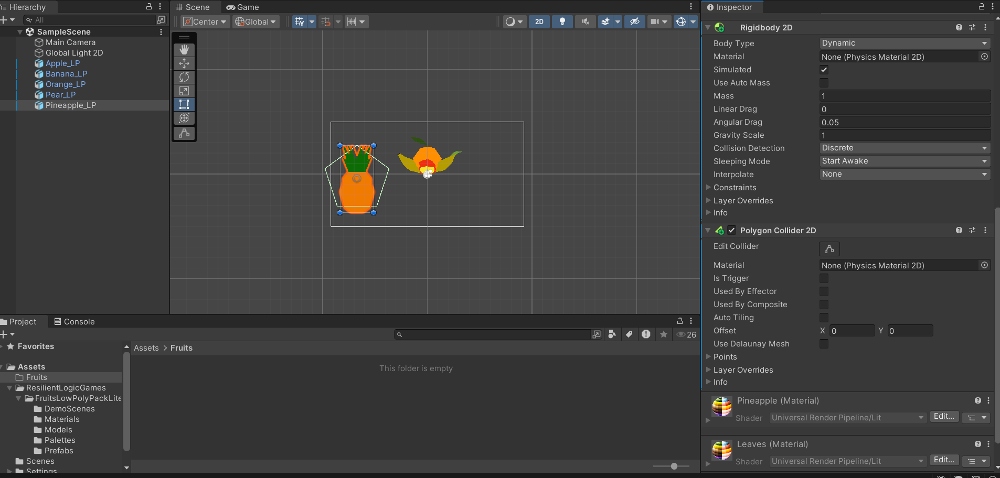 Hierarchy
All
SampleScene
Main Camera
Global Light 2D
Apple_LP
Banana_LP
Orange_LP
Pear_LP
Pineapple_LP
Scene
Game
Center
Global
2D
Inspector
Rigidbody 2D
Body Type
Dynamic
Material
None (Physics Material 2D)
Simulated
Use Auto Mass
Mass
1
Linear Drag
0
Angular Drag
0.05
Gravity Scale
1
Collision Detection
Discrete
Sleeping Mode
Start Awake
Interpolate
None
Constraints
Layer Overrides
Info
Polygon Collider 2D
Edit Collider
Material
None (Physics Material 2D)
Is Trigger
Used By Effector
Used By Composite
Auto Tiling
Offset
X 0 Y 0
Use Delaunay Mesh
Points
Layer Overrides
Info
Pineapple (Material)
Shader Universal Render Pipeline/Lit Edit...
Leaves (Material)
Shader Universal Render Pipeline/Lit Edit...
Project
Console
26
Favorites
Assets
Fruits
ResilientLogicGames
FruitsLowPolyPackLite
DemoScenes
Materials
Models
Palettes
Prefabs
Scenes
Settings
Assets > Fruits
This folder is empty